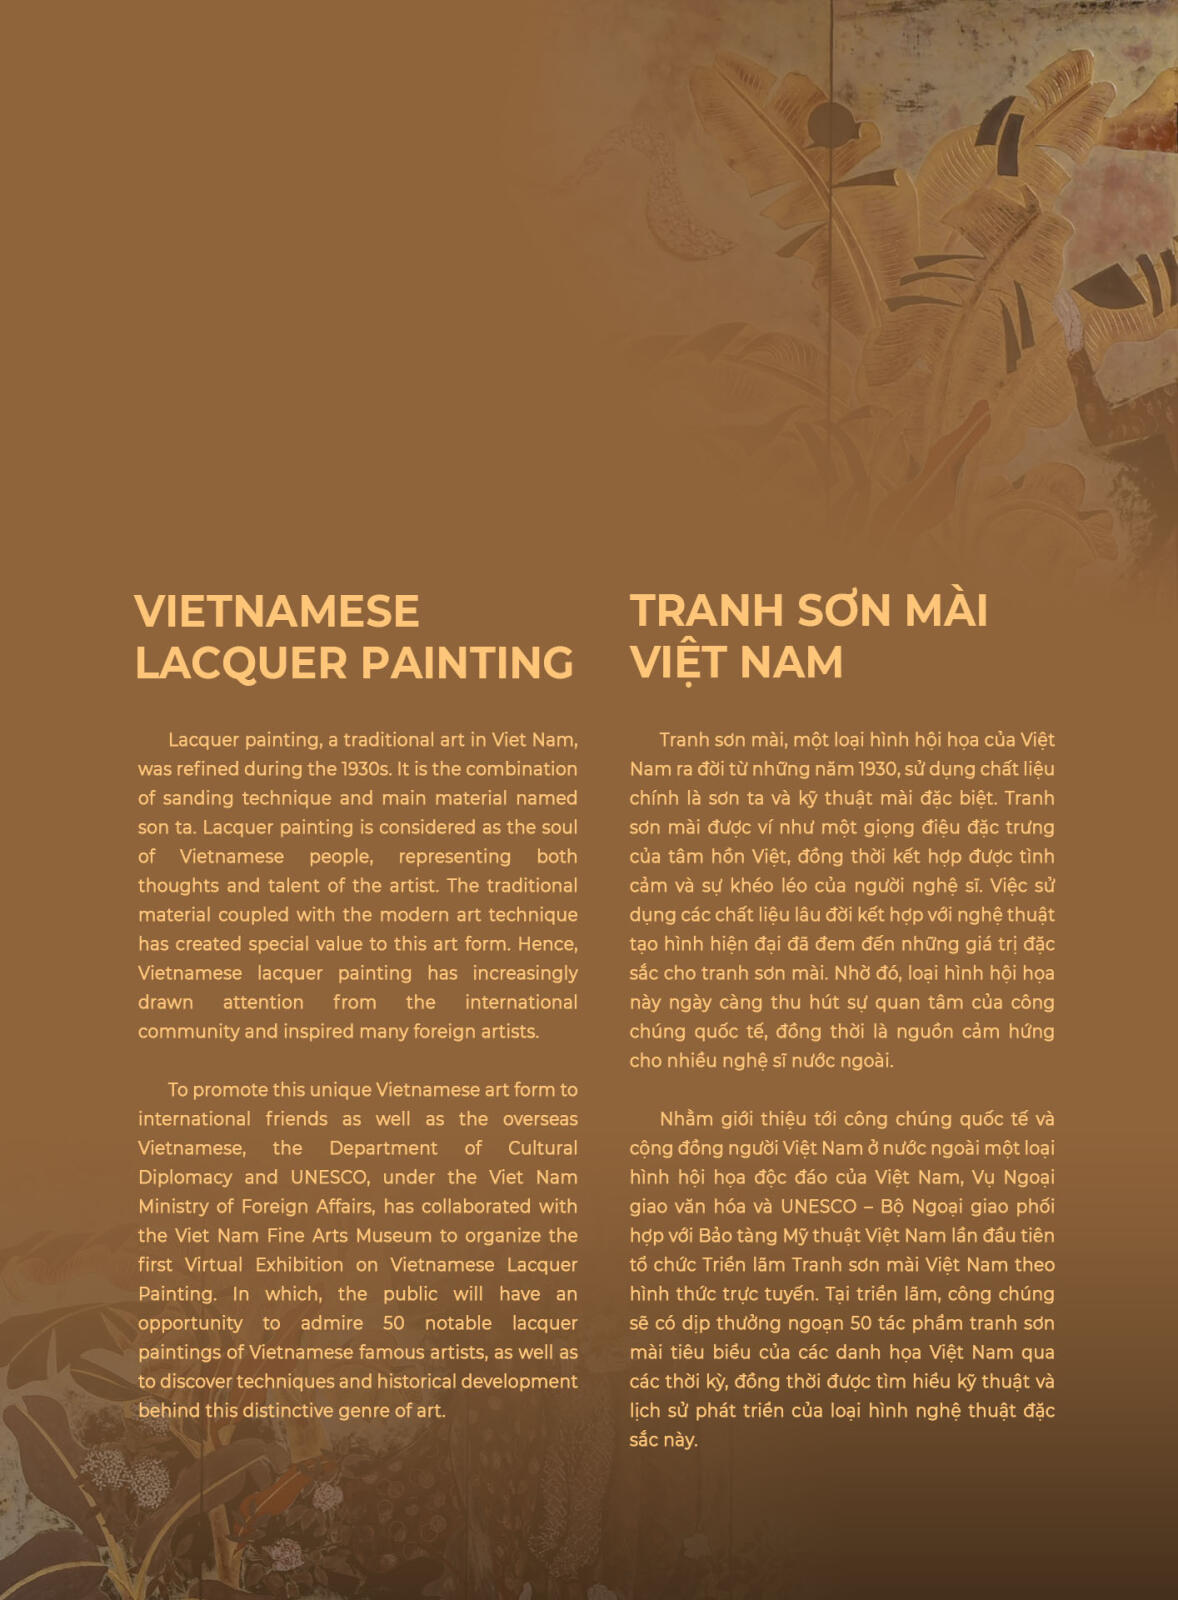 VIETNAMESE
LACQUER PAINTING
Lacquer painting, a traditional art in Viet Nam,
was refined during the 1930s. It is the combination
of sanding technique and main material named
son ta. Lacquer painting is considered as the soul
of Vietnamese people, representing both
thoughts and talent of the artist. The traditional
material coupled with the modern art technique
has created special value to this art form. Hence,
Vietnamese lacquer painting has increasingly
drawn attention from the international
community and inspired many foreign artists.
To promote this unique Vietnamese art form to
international friends as well as the overseas
Vietnamese, the Department of Cultural
Diplomacy and UNESCO, under the Viet Nam
Ministry of Foreign Affairs, has collaborated with
the Viet Nam Fine Arts Museum to organize the
first Virtual Exhibition on Vietnamese Lacquer
Painting. In which, the public will have an
opportunity to admire 50 notable lacquer
paintings of Vietnamese famous artists, as well as
to discover techniques and historical development
behind this distinctive genre of art.
TRANH SƠN MÀI
VIỆT NAM
Tranh sơn mài, một loại hình hội họa của Việt
Nam ra đời từ những năm 1930, sử dụng chất liệu
chính là sơn ta và kỹ thuật mài đặc biệt. Tranh
sơn mài được ví như một giọng điệu đặc trưng
của tâm hồn Việt, đồng thời kết hợp được tình
cảm và sự khéo léo của người nghệ sĩ. Việc sử
dụng các chất liệu lâu đời kết hợp với nghệ thuật
tạo hình hiện đại đã đem đến những giá trị đặc
sắc cho tranh sơn mài. Nhờ đó, loại hình hội họa
này ngày càng thu hút sự quan tâm của công
chúng quốc tế, đồng thời là nguồn cảm hứng
cho nhiều nghệ sĩ nước ngoài.
Nhằm giới thiệu tới công chúng quốc tế và
cộng đồng người Việt Nam ở nước ngoài một loại
hình hội họa độc đáo của Việt Nam, Vụ Ngoại
giao văn hóa và UNESCO – Bộ Ngoại giao phối
hợp với Bảo tàng Mỹ thuật Việt Nam lần đầu tiên
tổ chức Triển lãm Tranh sơn mài Việt Nam theo
hình thức trực tuyến. Tại triển lãm, công chúng
sẽ có dịp thưởng ngoạn 50 tác phẩm tranh sơn
mài tiêu biểu của các danh họa Việt Nam qua
các thời kỳ, đồng thời được tìm hiểu kỹ thuật và
lịch sử phát triển của loại hình nghệ thuật đặc
sắc này.